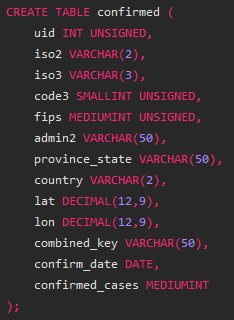 CREATE TABLE confirmed (
uid INT UNSIGNED,
iso2 VARCHAR(2),
iso3 VARCHAR(3),
code3 SMALLINT UNSIGNED,
fips MEDIUMINT UNSIGNED,
admin2 VARCHAR(50),
province_state VARCHAR(50),
country VARCHAR(2),
lat DECIMAL(12,9),
lon DECIMAL(12,9),
combined_key VARCHAR(50),
confirm_date DATE,
confirmed_cases MEDIUMINT
);